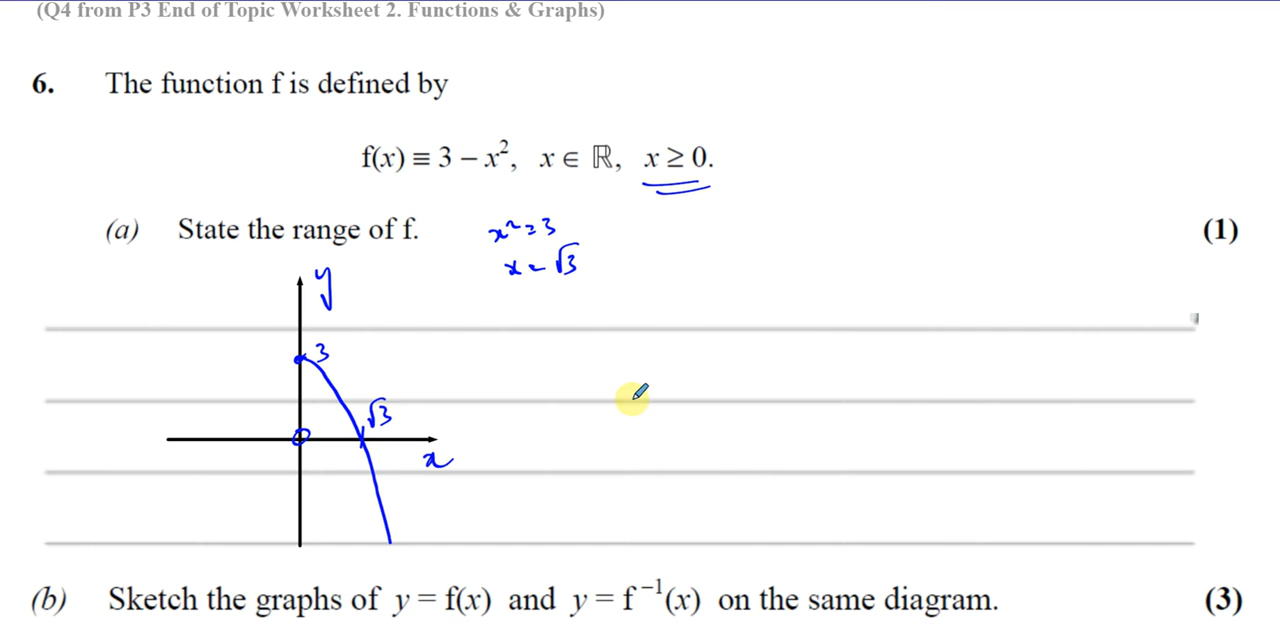 (Q4 from P3 End of Topic Worksheet 2. Functions & Graphs)
6. The function f is defined by
f(x) ≡ 3 – x², x ∈ ℝ, x ≥ 0.
(a) State the range of f. (1)
x² = 3
x = √3
y
3
√3
O
x
(b) Sketch the graphs of y = f(x) and y = f⁻¹(x) on the same diagram. (3)